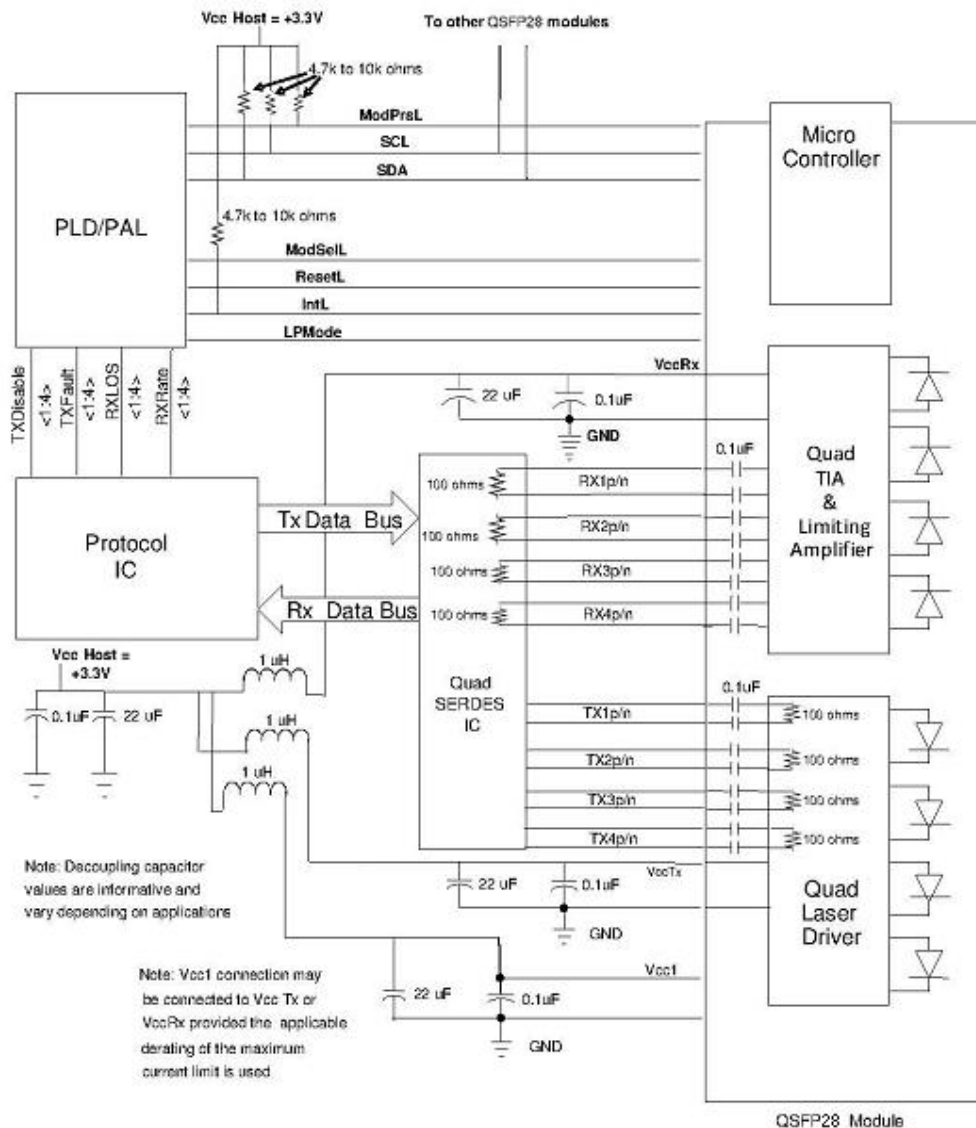 Vcc Host = +3.3V
To other QSFP28 modules
4.7k to 10k ohms
ModPrsL
SCL
SDA
Micro
Controller
PLD/PAL
4.7k to 10k ohms
ModSelL
ResetL
IntL
LPMode
TXDisable
<1:4>
TXFault
<1:4>
RXLOS
<1:4>
RXRate
<1:4>
VccRx
22 uF
0.1uF
GND
0.1uF
Quad
TIA
&
Limiting
Amplifier
100 ohms
RX1p/n
100 ohms
RX2p/n
100 ohms
RX3p/n
100 ohms
RX4p/n
Tx Data Bus
Protocol
IC
Rx Data Bus
Quad
SERDES
IC
Vcc Host =
+3.3V
0.1uF
22 uF
1 uH
1 uH
1 uH
0.1uF
TX1p/n
100 ohms
TX2p/n
100 ohms
TX3p/n
100 ohms
TX4p/n
100 ohms
VccTx
22 uF
0.1uF
GND
Quad
Laser
Driver
Note: Decoupling capacitor
values are informative and
vary depending on applications
Vcc1
22 uF
0.1uF
GND
Note: Vcc1 connection may
be connected to Vcc Tx or
VccRx provided the applicable
derating of the maximum
current limit is used
QSFP28 Module